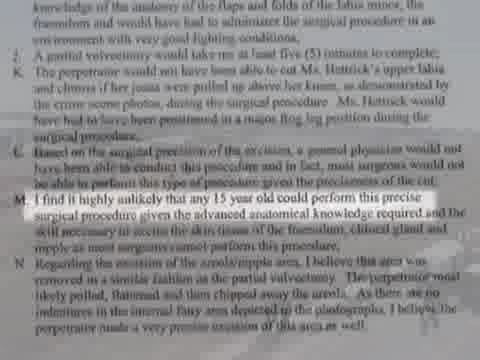 knowledge of the anatomy of the flaps and folds of the labia minor, the
fraenulum and would have had to administer the surgical procedure in an
environment with very good lighting conditions.
J. A partial vulvectomy would take me at least five (5) minutes to complete;
K. The perpetrator would not have been able to cut Ms. Hettrick's upper labia
and clitoris if her jeans were pulled up above her knees, as demonstrated by
the crime scene photos, during the surgical procedure. Ms. Hettrick would
have had to have been positioned in a major frog leg position during the
surgical procedure.
L. Based on the surgical precision of the excision, a general physician would not
have been able to conduct this procedure and in fact, most surgeons would not
be able to perform this type of procedure given the preciseness of the cut.
M. I find it highly unlikely that any 15 year old could perform this precise
surgical procedure given the advanced anatomical knowledge required and the
skill necessary to the skin tissue of the fraenulum, clitoral gland and
nipple as most surgeons cannot perform this procedure.
N. Regarding the excision of the areola/nipple area, I believe this area was
removed in a similar fashion as the partial vulvectomy. The perpetrator most
likely pulled, flattened and then chipped away the areola. As there are no
indentures in the internal fatty area depicted in the photographs, I believe the
perpetrator made a very precise excision of this area as well.